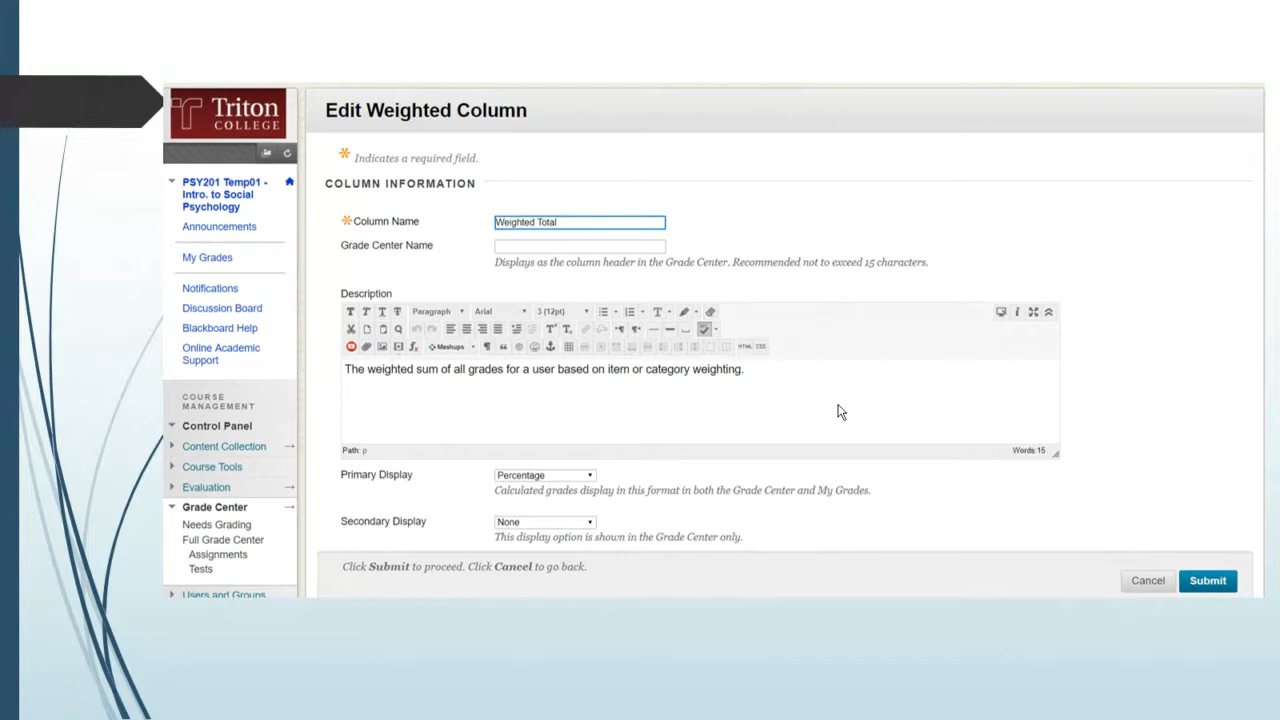 Triton
COLLEGE
PSY201 Temp01 -
Intro. to Social
Psychology
Announcements
My Grades
Notifications
Discussion Board
Blackboard Help
Online Academic
Support
COURSE
MANAGEMENT
Control Panel
Content Collection
Course Tools
Evaluation
Grade Center
Needs Grading
Full Grade Center
Assignments
Tests
Users and Groups
Edit Weighted Column
Indicates a required field.
COLUMN INFORMATION
Column Name Weighted Total
Grade Center Name
Displays as the column header in the Grade Center. Recommended not to exceed 15 characters.
Description
T T T T Paragraph Arial 3 (12pt) T
Mashups HTML CSS
The weighted sum of all grades for a user based on item or category weighting.
Path: p Words:15
Primary Display Percentage
Calculated grades display in this format in both the Grade Center and My Grades.
Secondary Display None
This display option is shown in the Grade Center only.
Click Submit to proceed. Click Cancel to go back.
Cancel Submit